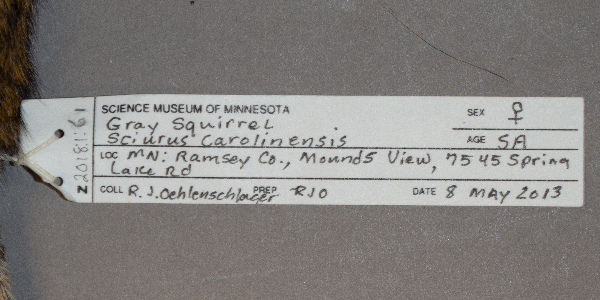 SCIENCE MUSEUM OF MINNESOTA
Gray Squirrel
Sciurus Carolinensis
SEX ♀
AGE SA
LOC MN: Ramsey Co., Mounds View, 7545 Spring
Lake Rd
COLL R. J. Oehlenschlager PREP RJO DATE 8 MAY 2013
Z 2018:1:61